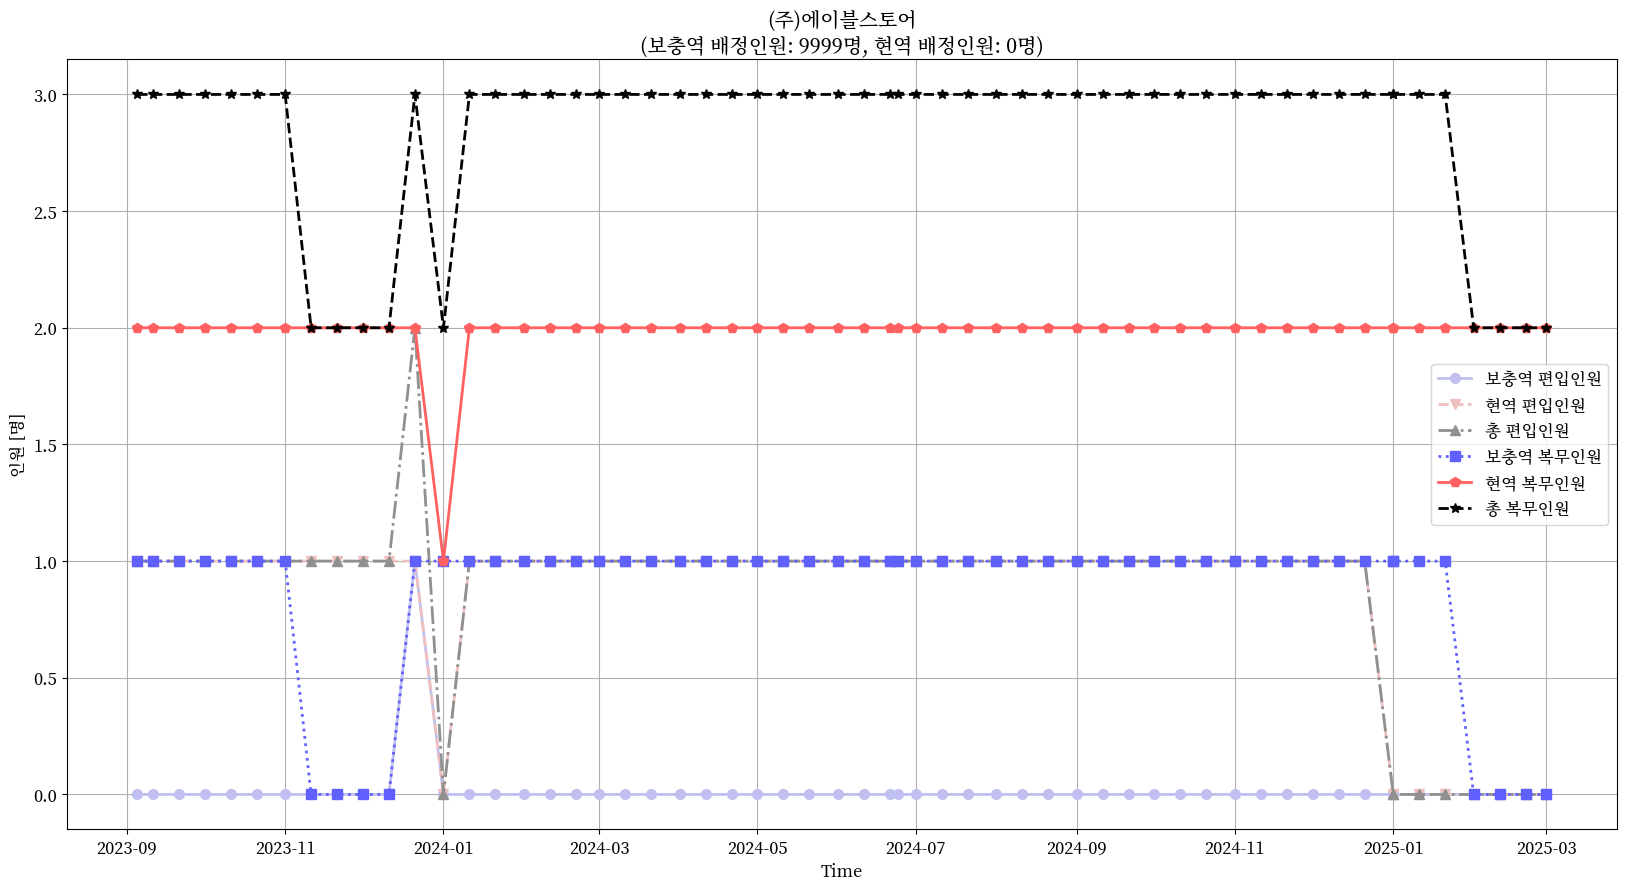 (주)에이블스토어
(보충역 배정인원: 9999명, 현역 배정인원: 0명)
3.0
2.5
2.0
1.5
1.0
0.5
0.0
인원 [명]
보충역 편입인원
현역 편입인원
총 편입인원
보충역 복무인원
현역 복무인원
총 복무인원
2023-09 2023-11 2024-01 2024-03 2024-05 2024-07 2024-09 2024-11 2025-01 2025-03
Time